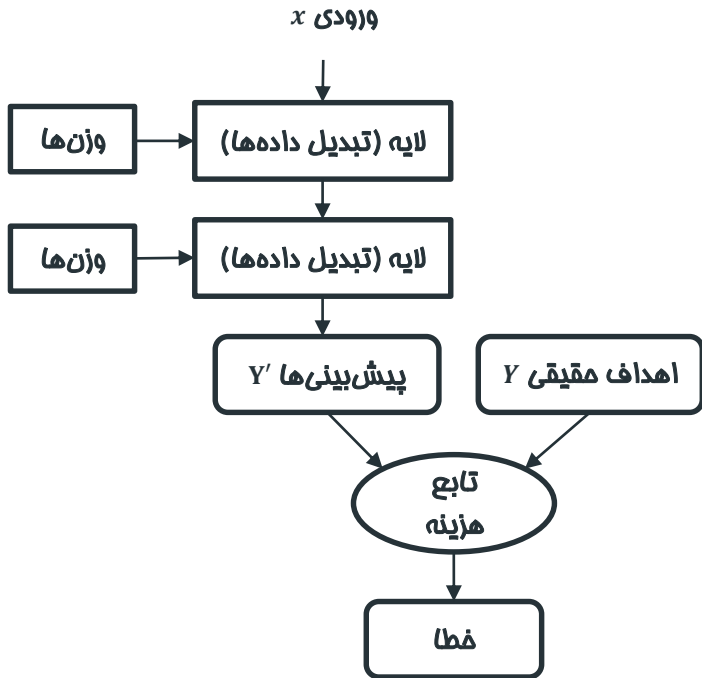 ورودی x
وزن‌ها
لایه (تبدیل داده‌ها)
وزن‌ها
لایه (تبدیل داده‌ها)
پیش‌بینی‌ها Y′
اهداف حقیقی Y
تابع
هزینه
خطا